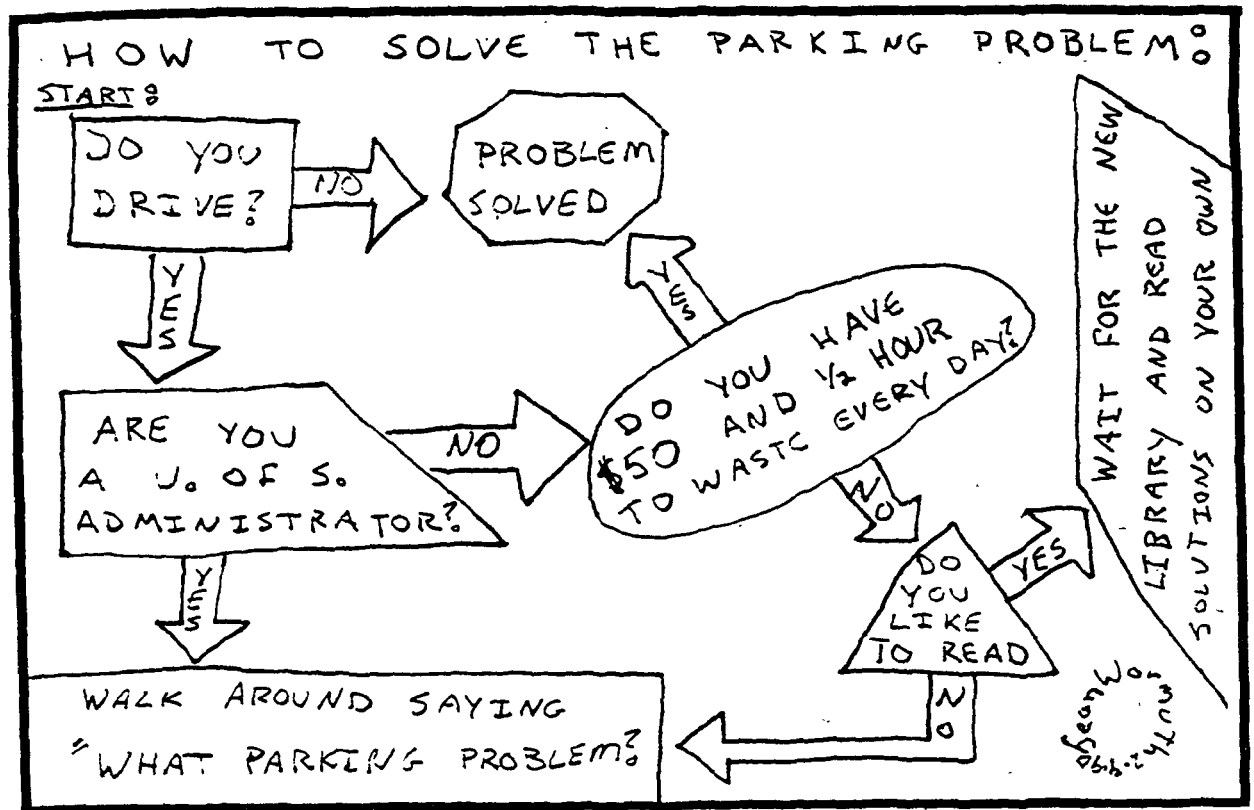 HOW TO SOLVE THE PARKING PROBLEM:
START:
DO YOU
DRIVE?
NO
PROBLEM
SOLVED
YES
ARE YOU
A U. OF S.
ADMINISTRATOR?
NO
DO YOU HAVE
$50 AND 1/2 HOUR
TO WASTE EVERY DAY?
YES
NO
DO
YOU
LIKE
TO READ
YES
WAIT FOR THE NEW
LIBRARY AND READ
SOLUTIONS ON YOUR OWN
NO
YES
WALK AROUND SAYING
"WHAT PARKING PROBLEM?